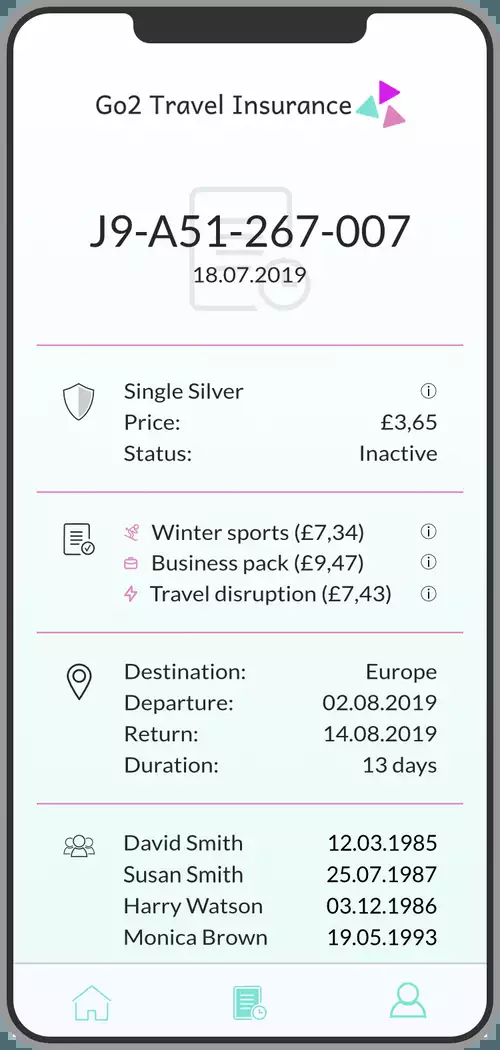 Go2 Travel Insurance
J9-A51-267-007
18.07.2019
Single Silver
Price: £3,65
Status: Inactive
Winter sports (£7,34)
Business pack (£9,47)
Travel disruption (£7,43)
Destination: Europe
Departure: 02.08.2019
Return: 14.08.2019
Duration: 13 days
David Smith 12.03.1985
Susan Smith 25.07.1987
Harry Watson 03.12.1986
Monica Brown 19.05.1993